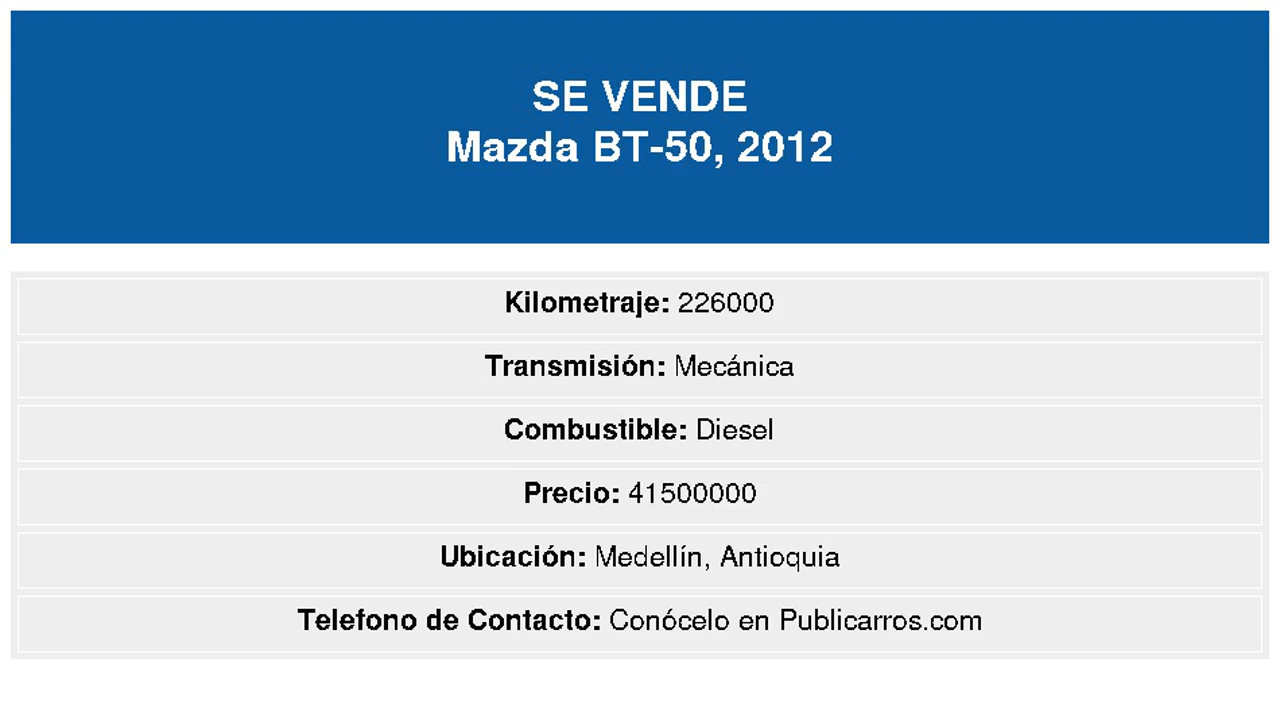 SE VENDE
Mazda BT-50, 2012
Kilometraje: 226000
Transmisión: Mecánica
Combustible: Diesel
Precio: 41500000
Ubicación: Medellín, Antioquia
Telefono de Contacto: Conócelo en Publicarros.com